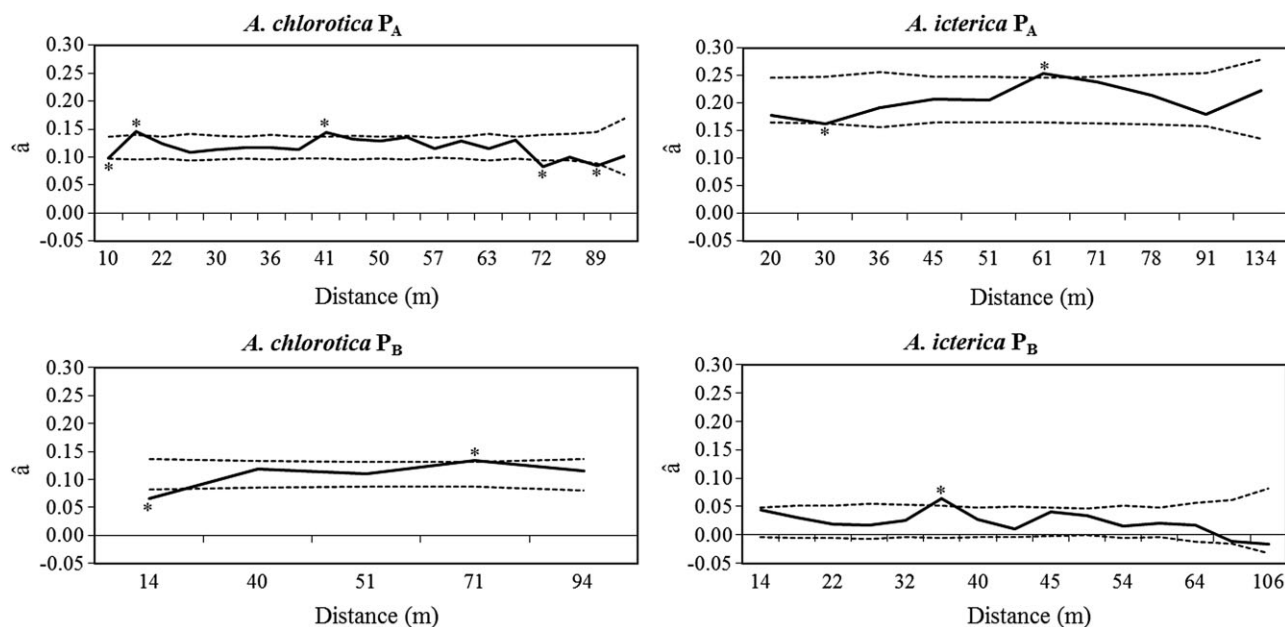 A. chlorotica P_A
0.30
0.25
0.20
0.15
0.10
0.05
0.00
-0.05
â
* * * * *
10 22 30 36 41 50 57 63 72 89
Distance (m)
A. icterica P_A
0.30
0.25
0.20
0.15
0.10
0.05
0.00
-0.05
â
* *
20 30 36 45 51 61 71 78 91 134
Distance (m)
A. chlorotica P_B
0.30
0.25
0.20
0.15
0.10
0.05
0.00
-0.05
â
* *
14 40 51 71 94
Distance (m)
A. icterica P_B
0.30
0.25
0.20
0.15
0.10
0.05
0.00
-0.05
â
*
14 22 32 40 45 54 64 106
Distance (m)